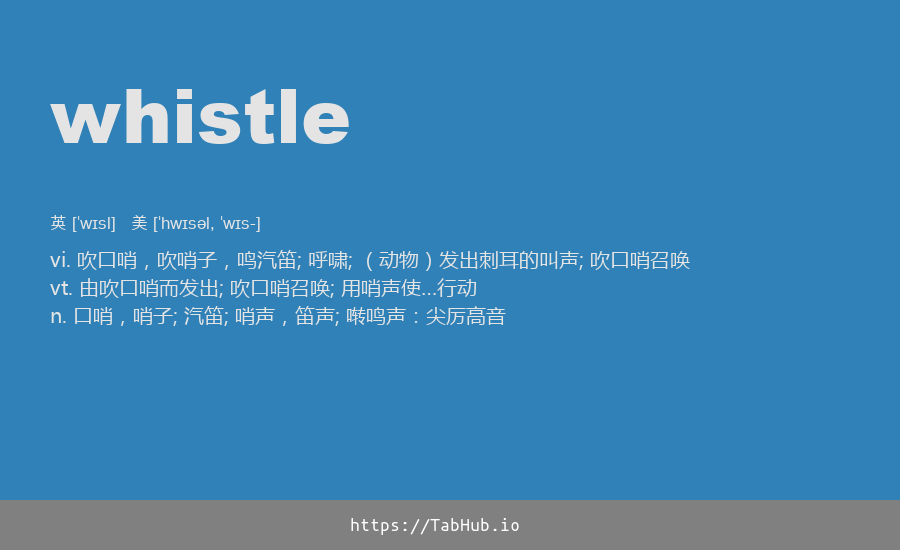 whistle
英 ['wɪsl] 美 ['hwɪsəl, 'wɪs-]
vi. 吹口哨，吹哨子，鸣汽笛; 呼啸; （动物）发出刺耳的叫声; 吹口哨召唤
vt. 由吹口哨而发出; 吹口哨召唤; 用哨声使…行动
n. 口哨，哨子; 汽笛; 哨声，笛声; 啭鸣声：尖厉高音
https://TabHub.io